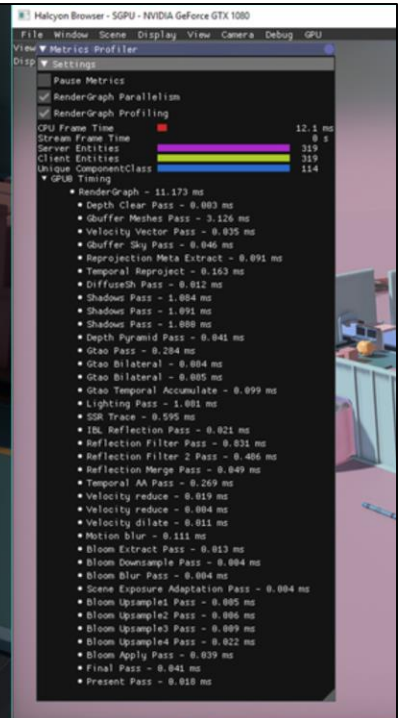 Halcyon Browser - SGPU - NVIDIA GeForce GTX 1080
File Window Scene Display View Camera Debug GPU
View ▼ Metrics Profiler
Disp ▼ Settings
Pause Metrics
RenderGraph Parallelism
RenderGraph Profiling
CPU Frame Time 12.1 ms
Stream Frame Time 0 s
Server Entities 319
Client Entities 319
Unique ComponentClass 114
▼ GPU0 Timing
• RenderGraph - 11.173 ms
• Depth Clear Pass - 0.003 ms
• Gbuffer Meshes Pass - 3.126 ms
• Velocity Vector Pass - 0.035 ms
• Gbuffer Sky Pass - 0.046 ms
• Reprojection Meta Extract - 0.091 ms
• Temporal Reproject - 0.163 ms
• DiffuseSh Pass - 0.012 ms
• Shadows Pass - 1.084 ms
• Shadows Pass - 1.091 ms
• Shadows Pass - 1.080 ms
• Depth Pyramid Pass - 0.041 ms
• Gtao Pass - 0.284 ms
• Gtao Bilateral - 0.084 ms
• Gtao Bilateral - 0.085 ms
• Gtao Temporal Accumulate - 0.099 ms
• Lighting Pass - 1.081 ms
• SSR Trace - 0.595 ms
• IBL Reflection Pass - 0.021 ms
• Reflection Filter Pass - 0.831 ms
• Reflection Filter 2 Pass - 0.486 ms
• Reflection Merge Pass - 0.049 ms
• Temporal AA Pass - 0.269 ms
• Velocity reduce - 0.019 ms
• Velocity reduce - 0.004 ms
• Velocity dilate - 0.011 ms
• Motion blur - 0.111 ms
• Bloom Extract Pass - 0.013 ms
• Bloom Downsample Pass - 0.004 ms
• Bloom Blur Pass - 0.004 ms
• Scene Exposure Adaptation Pass - 0.004 ms
• Bloom Upsample1 Pass - 0.005 ms
• Bloom Upsample2 Pass - 0.006 ms
• Bloom Upsample3 Pass - 0.009 ms
• Bloom Upsample4 Pass - 0.022 ms
• Bloom Apply Pass - 0.039 ms
• Final Pass - 0.041 ms
• Present Pass - 0.018 ms